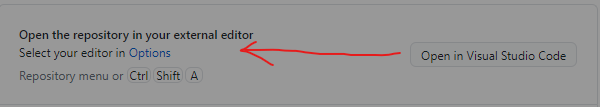 Open the repository in your external editor
Select your editor in Options
Repository menu or Ctrl Shift A
Open in Visual Studio Code